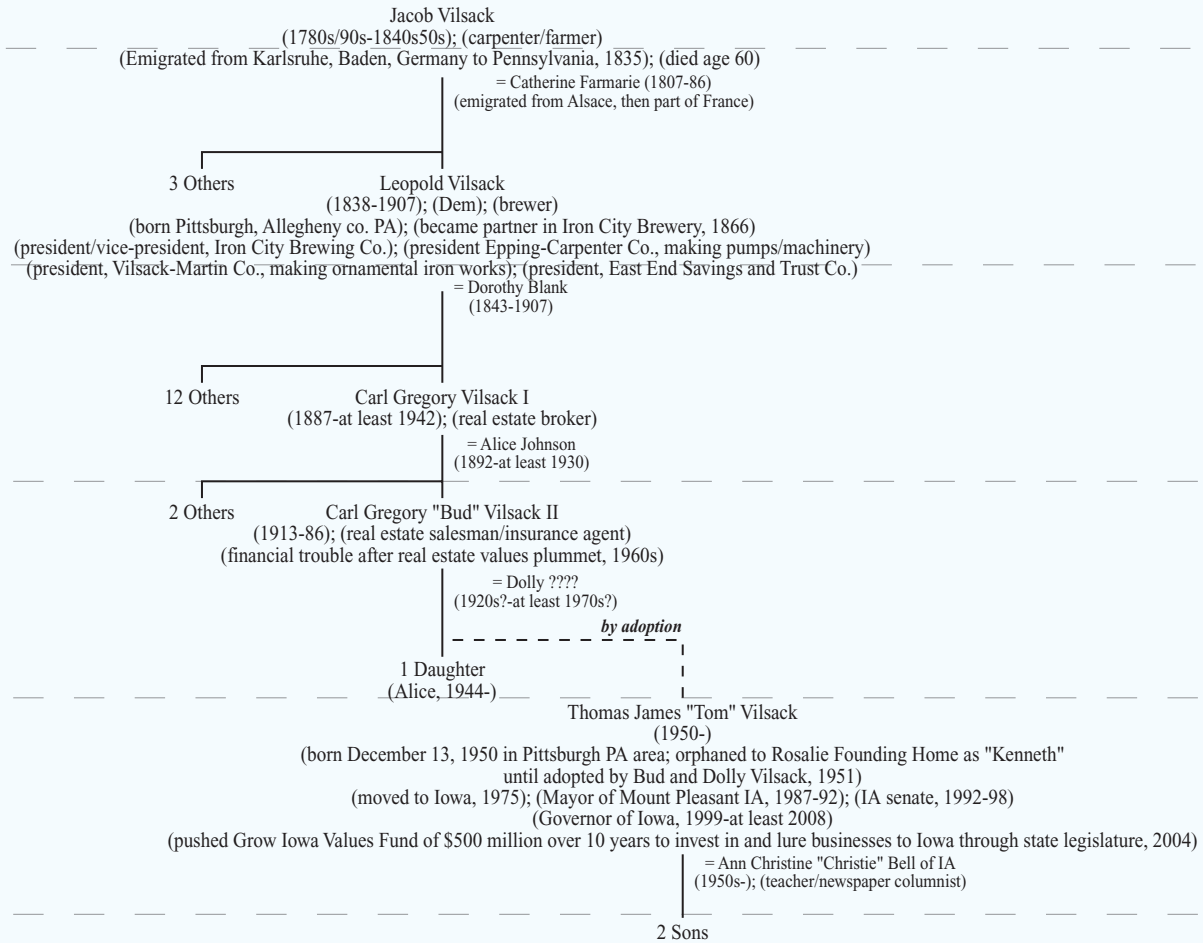 Jacob Vilsack
(1780s/90s-1840s50s); (carpenter/farmer)
(Emigrated from Karlsruhe, Baden, Germany to Pennsylvania, 1835); (died age 60)
= Catherine Farmarie (1807-86)
(emigrated from Alsace, then part of France)
3 Others
Leopold Vilsack
(1838-1907); (Dem); (brewer)
(born Pittsburgh, Allegheny co. PA); (became partner in Iron City Brewery, 1866)
(president/vice-president, Iron City Brewing Co.); (president Epping-Carpenter Co., making pumps/machinery)
(president, Vilsack-Martin Co., making ornamental iron works); (president, East End Savings and Trust Co.)
= Dorothy Blank
(1843-1907)
12 Others
Carl Gregory Vilsack I
(1887-at least 1942); (real estate broker)
= Alice Johnson
(1892-at least 1930)
2 Others
Carl Gregory "Bud" Vilsack II
(1913-86); (real estate salesman/insurance agent)
(financial trouble after real estate values plummet, 1960s)
= Dolly ????
(1920s?-at least 1970s?)
by adoption
1 Daughter
(Alice, 1944-)
Thomas James "Tom" Vilsack
(1950-)
(born December 13, 1950 in Pittsburgh PA area; orphaned to Rosalie Founding Home as "Kenneth"
until adopted by Bud and Dolly Vilsack, 1951)
(moved to Iowa, 1975); (Mayor of Mount Pleasant IA, 1987-92); (IA senate, 1992-98)
(Governor of Iowa, 1999-at least 2008)
(pushed Grow Iowa Values Fund of $500 million over 10 years to invest in and lure businesses to Iowa through state legislature, 2004)
= Ann Christine "Christie" Bell of IA
(1950s-); (teacher/newspaper columnist)
2 Sons